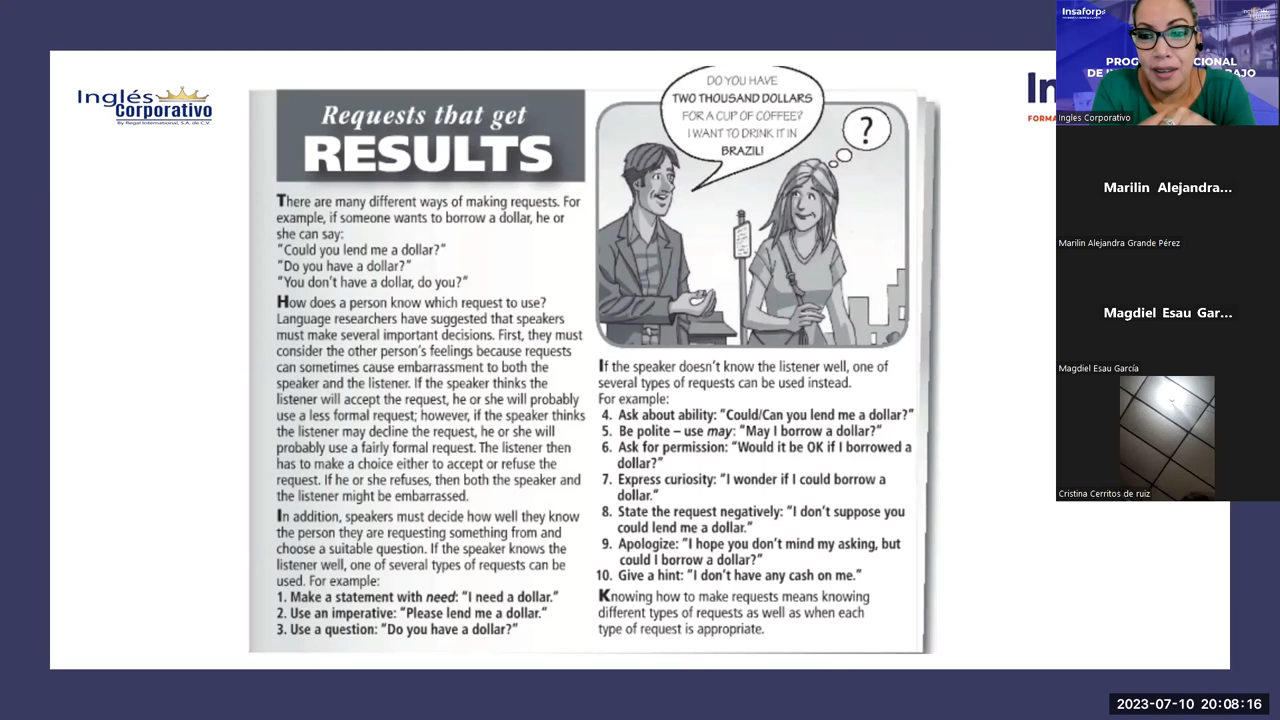 Inglés
Corporativo
By Regal International, S.A. de C.V.
Requests that get
RESULTS
There are many different ways of making requests. For
example, if someone wants to borrow a dollar, he or
she can say:
"Could you lend me a dollar?"
"Do you have a dollar?"
"You don't have a dollar, do you?"
How does a person know which request to use?
Language researchers have suggested that speakers
must make several important decisions. First, they must
consider the other person's feelings because requests
can sometimes cause embarrassment to both the
speaker and the listener. If the speaker thinks the
listener will accept the request, he or she will probably
use a less formal request; however, if the speaker thinks
the listener may decline the request, he or she will
probably use a fairly formal request. The listener then
has to make a choice either to accept or refuse the
request. If he or she refuses, then both the speaker and
the listener might be embarrassed.
In addition, speakers must decide how well they know
the person they are requesting something from and
choose a suitable question. If the speaker knows the
listener well, one of several types of requests can be
used. For example:
1. Make a statement with need: "I need a dollar."
2. Use an imperative: "Please lend me a dollar."
3. Use a question: "Do you have a dollar?"
DO YOU HAVE
TWO THOUSAND DOLLARS
FOR A CUP OF COFFEE?
I WANT TO DRINK IT IN
BRAZIL!
?
If the speaker doesn't know the listener well, one of
several types of requests can be used instead.
For example:
4. Ask about ability: "Could/Can you lend me a dollar?"
5. Be polite – use may: "May I borrow a dollar?"
6. Ask for permission: "Would it be OK if I borrowed a
dollar?"
7. Express curiosity: "I wonder if I could borrow a
dollar."
8. State the request negatively: "I don't suppose you
could lend me a dollar."
9. Apologize: "I hope you don't mind my asking, but
could I borrow a dollar?"
10. Give a hint: "I don't have any cash on me."
Knowing how to make requests means knowing
different types of requests as well as when each
type of request is appropriate.
In
FORMA
Insaforp
PROG CIONAL
DE I AJO
Ingles Corporativo
Marilin Alejandra...
Marilin Alejandra Grande Pérez
Magdiel Esau Gar...
Magdiel Esau García
Cristina Cerritos de ruiz
2023-07-10 20:08:16